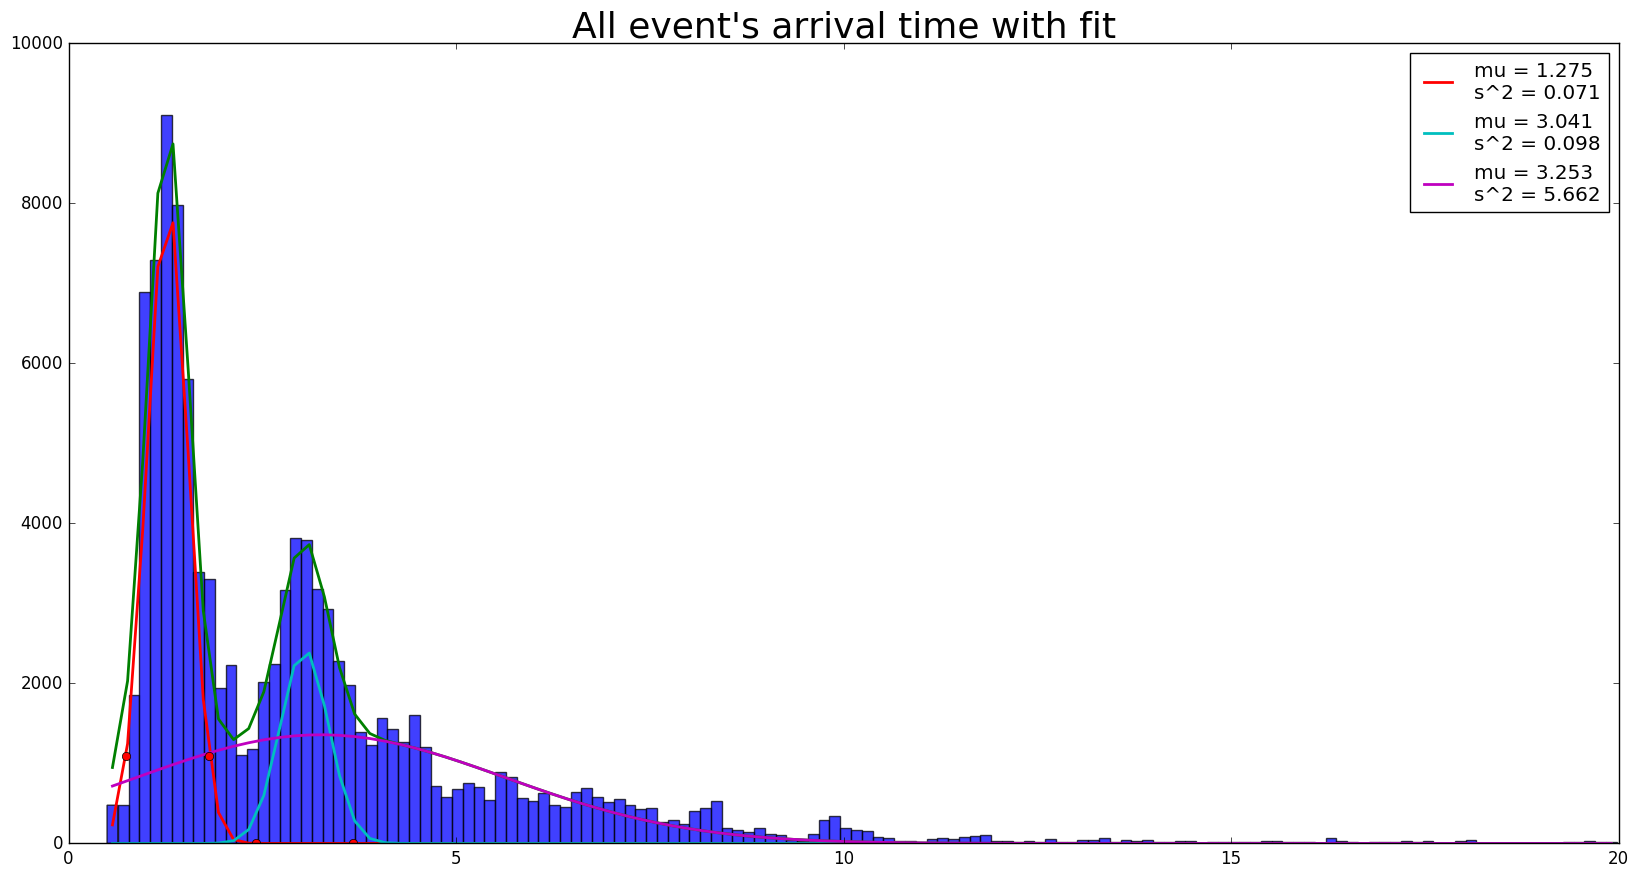 All event's arrival time with fit
10000
8000
6000
4000
2000
0
0 5 10 15 20
mu = 1.275
s^2 = 0.071
mu = 3.041
s^2 = 0.098
mu = 3.253
s^2 = 5.662